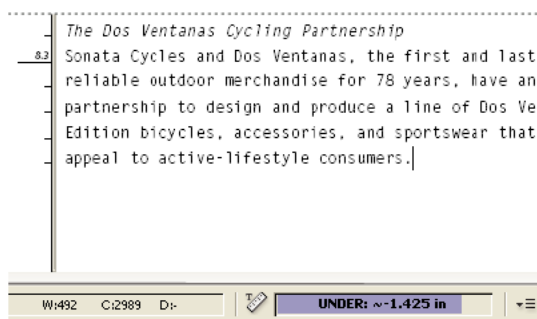 The Dos Ventanas Cycling Partnership
8.3
Sonata Cycles and Dos Ventanas, the first and last
reliable outdoor merchandise for 78 years, have an
partnership to design and produce a line of Dos Ve
Edition bicycles, accessories, and sportswear that
appeal to active-lifestyle consumers.
W:492 C:2989 D:- T UNDER: ~-1.425 in